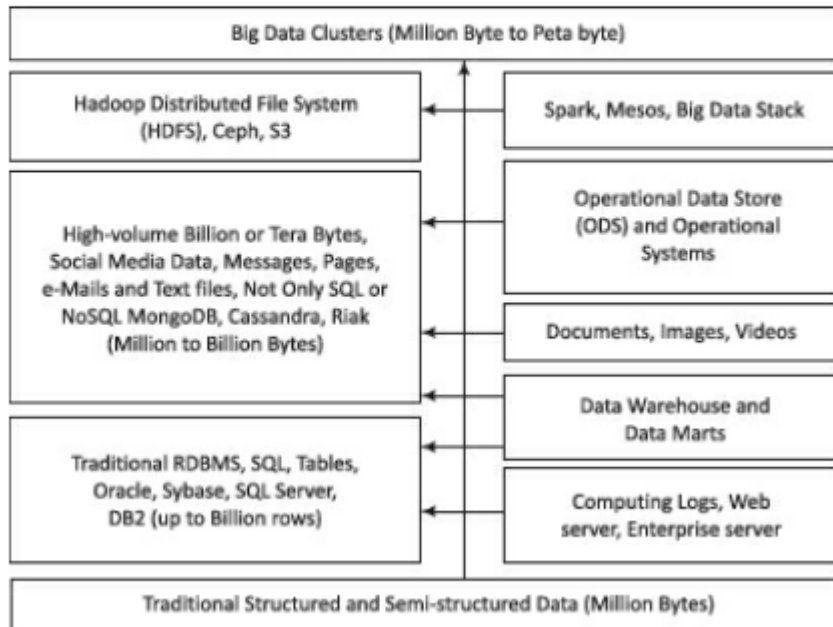 Big Data Clusters (Million Byte to Peta byte)
Hadoop Distributed File System
(HDFS), Ceph, S3
Spark, Mesos, Big Data Stack
High-volume Billion or Tera Bytes,
Social Media Data, Messages, Pages,
e-Mails and Text files, Not Only SQL or
NoSQL MongoDB, Cassandra, Riak
(Million to Billion Bytes)
Operational Data Store
(ODS) and Operational
Systems
Documents, Images, Videos
Data Warehouse and
Data Marts
Traditional RDBMS, SQL, Tables,
Oracle, Sybase, SQL Server,
DB2 (up to Billion rows)
Computing Logs, Web
server, Enterprise server
Traditional Structured and Semi-structured Data (Million Bytes)